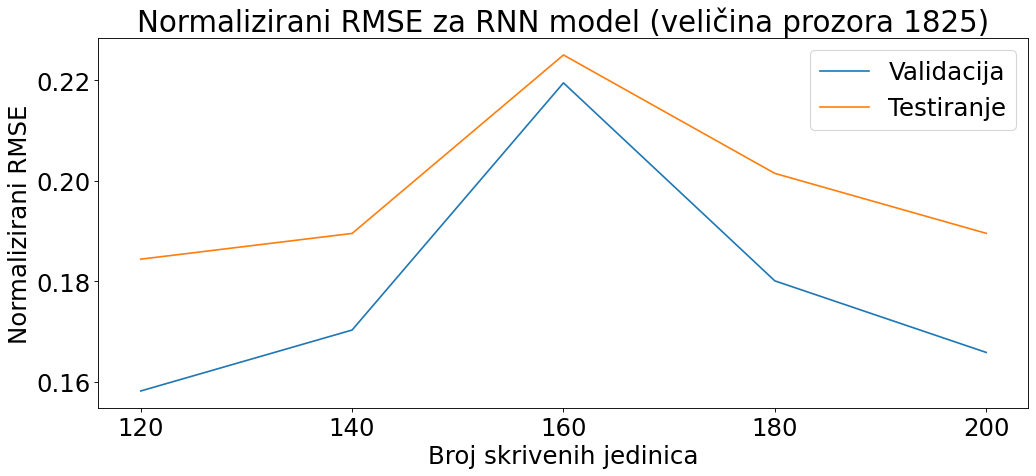 Normalizirani RMSE za RNN model (veličina prozora 1825)
Validacija
Testiranje
Normalizirani RMSE
0.22
0.20
0.18
0.16
120 140 160 180 200
Broj skrivenih jedinica